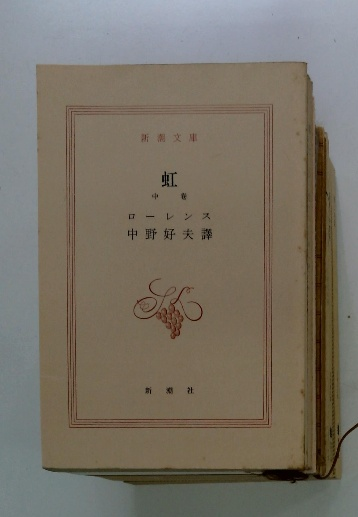 新潮文庫
虹
中巻
ローレンス
中野好夫譯
新潮社